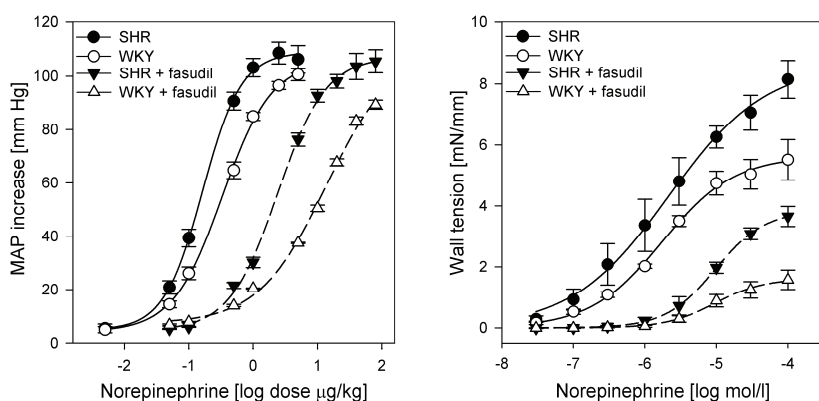 120
100
80
60
40
20
0
MAP increase [mm Hg]
SHR
WKY
SHR + fasudil
WKY + fasudil
-2 -1 0 1 2
Norepinephrine [log dose μg/kg]
10
8
6
4
2
0
Wall tension [mN/mm]
SHR
WKY
SHR + fasudil
WKY + fasudil
-8 -7 -6 -5 -4
Norepinephrine [log mol/l]